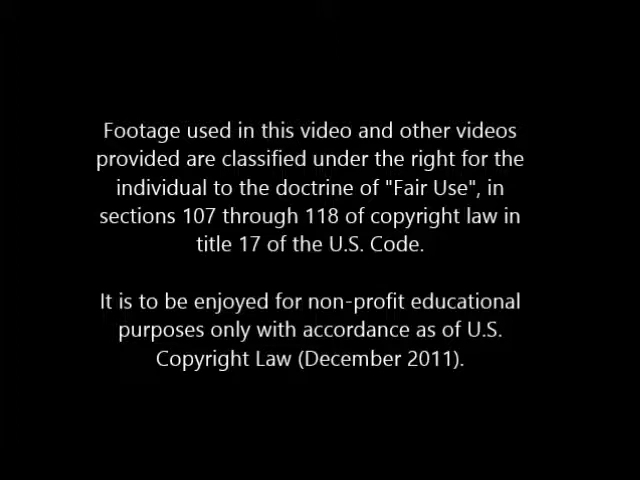 Footage used in this video and other videos
provided are classified under the right for the
individual to the doctrine of "Fair Use", in
sections 107 through 118 of copyright law in
title 17 of the U.S. Code.
It is to be enjoyed for non-profit educational
purposes only with accordance as of U.S.
Copyright Law (December 2011).